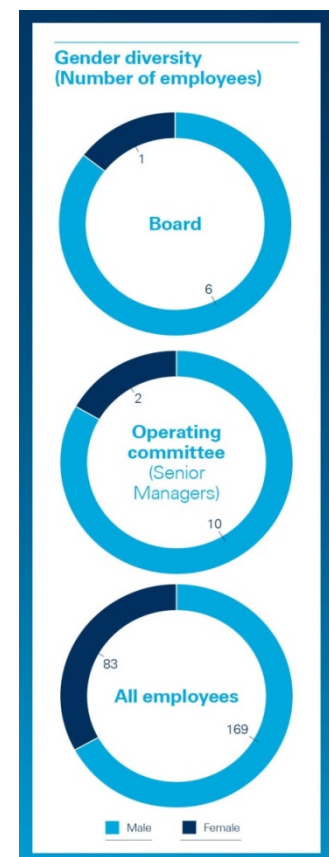 Gender diversity
(Number of employees)
1
Board
6
2
Operating
committee
(Senior
Managers)
10
83
All employees
169
Male Female